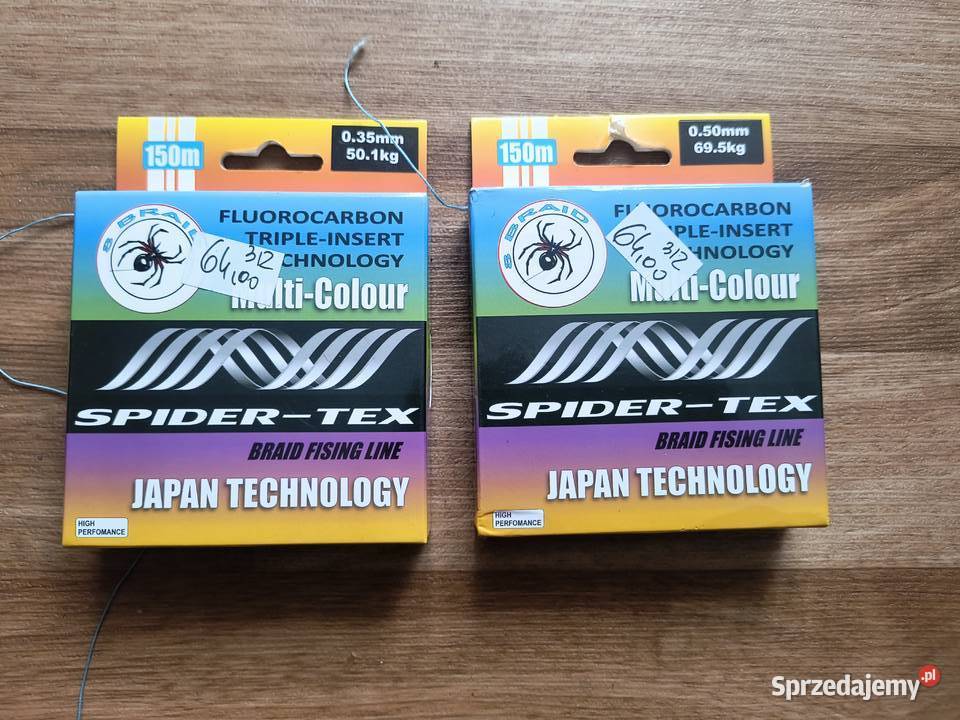 150m
0.35mm
50.1kg
8 BRAID
FLUOROCARBON
TRIPLE-INSERT
CHNOLOGY
312
64,00
Multi-Colour
SPIDER-TEX
BRAID FISING LINE
JAPAN TECHNOLOGY
HIGH
PERFOMANCE
150m
0.50mm
69.5kg
8 BRAID
FLUOROCARBON
TRIPLE-INSERT
HNOLOGY
312
64,00
Multi-Colour
SPIDER-TEX
BRAID FISING LINE
JAPAN TECHNOLOGY
HIGH
PERFOMANCE
Sprzedajemy.pl